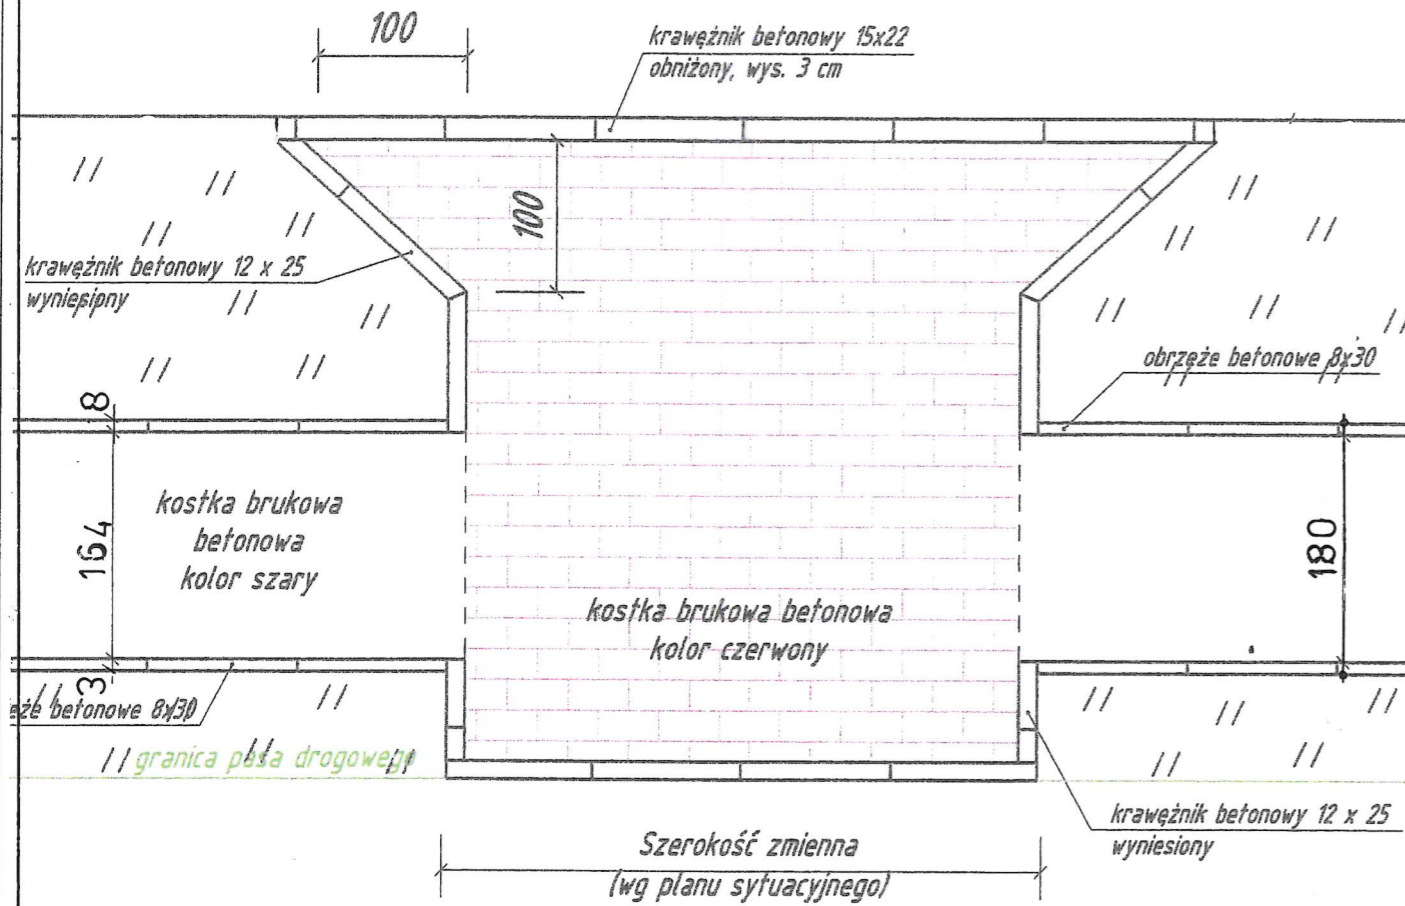 100
krawężnik betonowy 15x22
obniżony, wys. 3 cm
100
krawężnik betonowy 12 x 25
wyniesipny
obrzeże betonowe 8x30
8
164
180
kostka brukowa
betonowa
kolor szary
kostka brukowa betonowa
kolor czerwony
3
eże betonowe 8x30
granica pasa drogowego
krawężnik betonowy 12 x 25
wyniesiony
Szerokość zmienna
(wg planu sytuacyjnego)